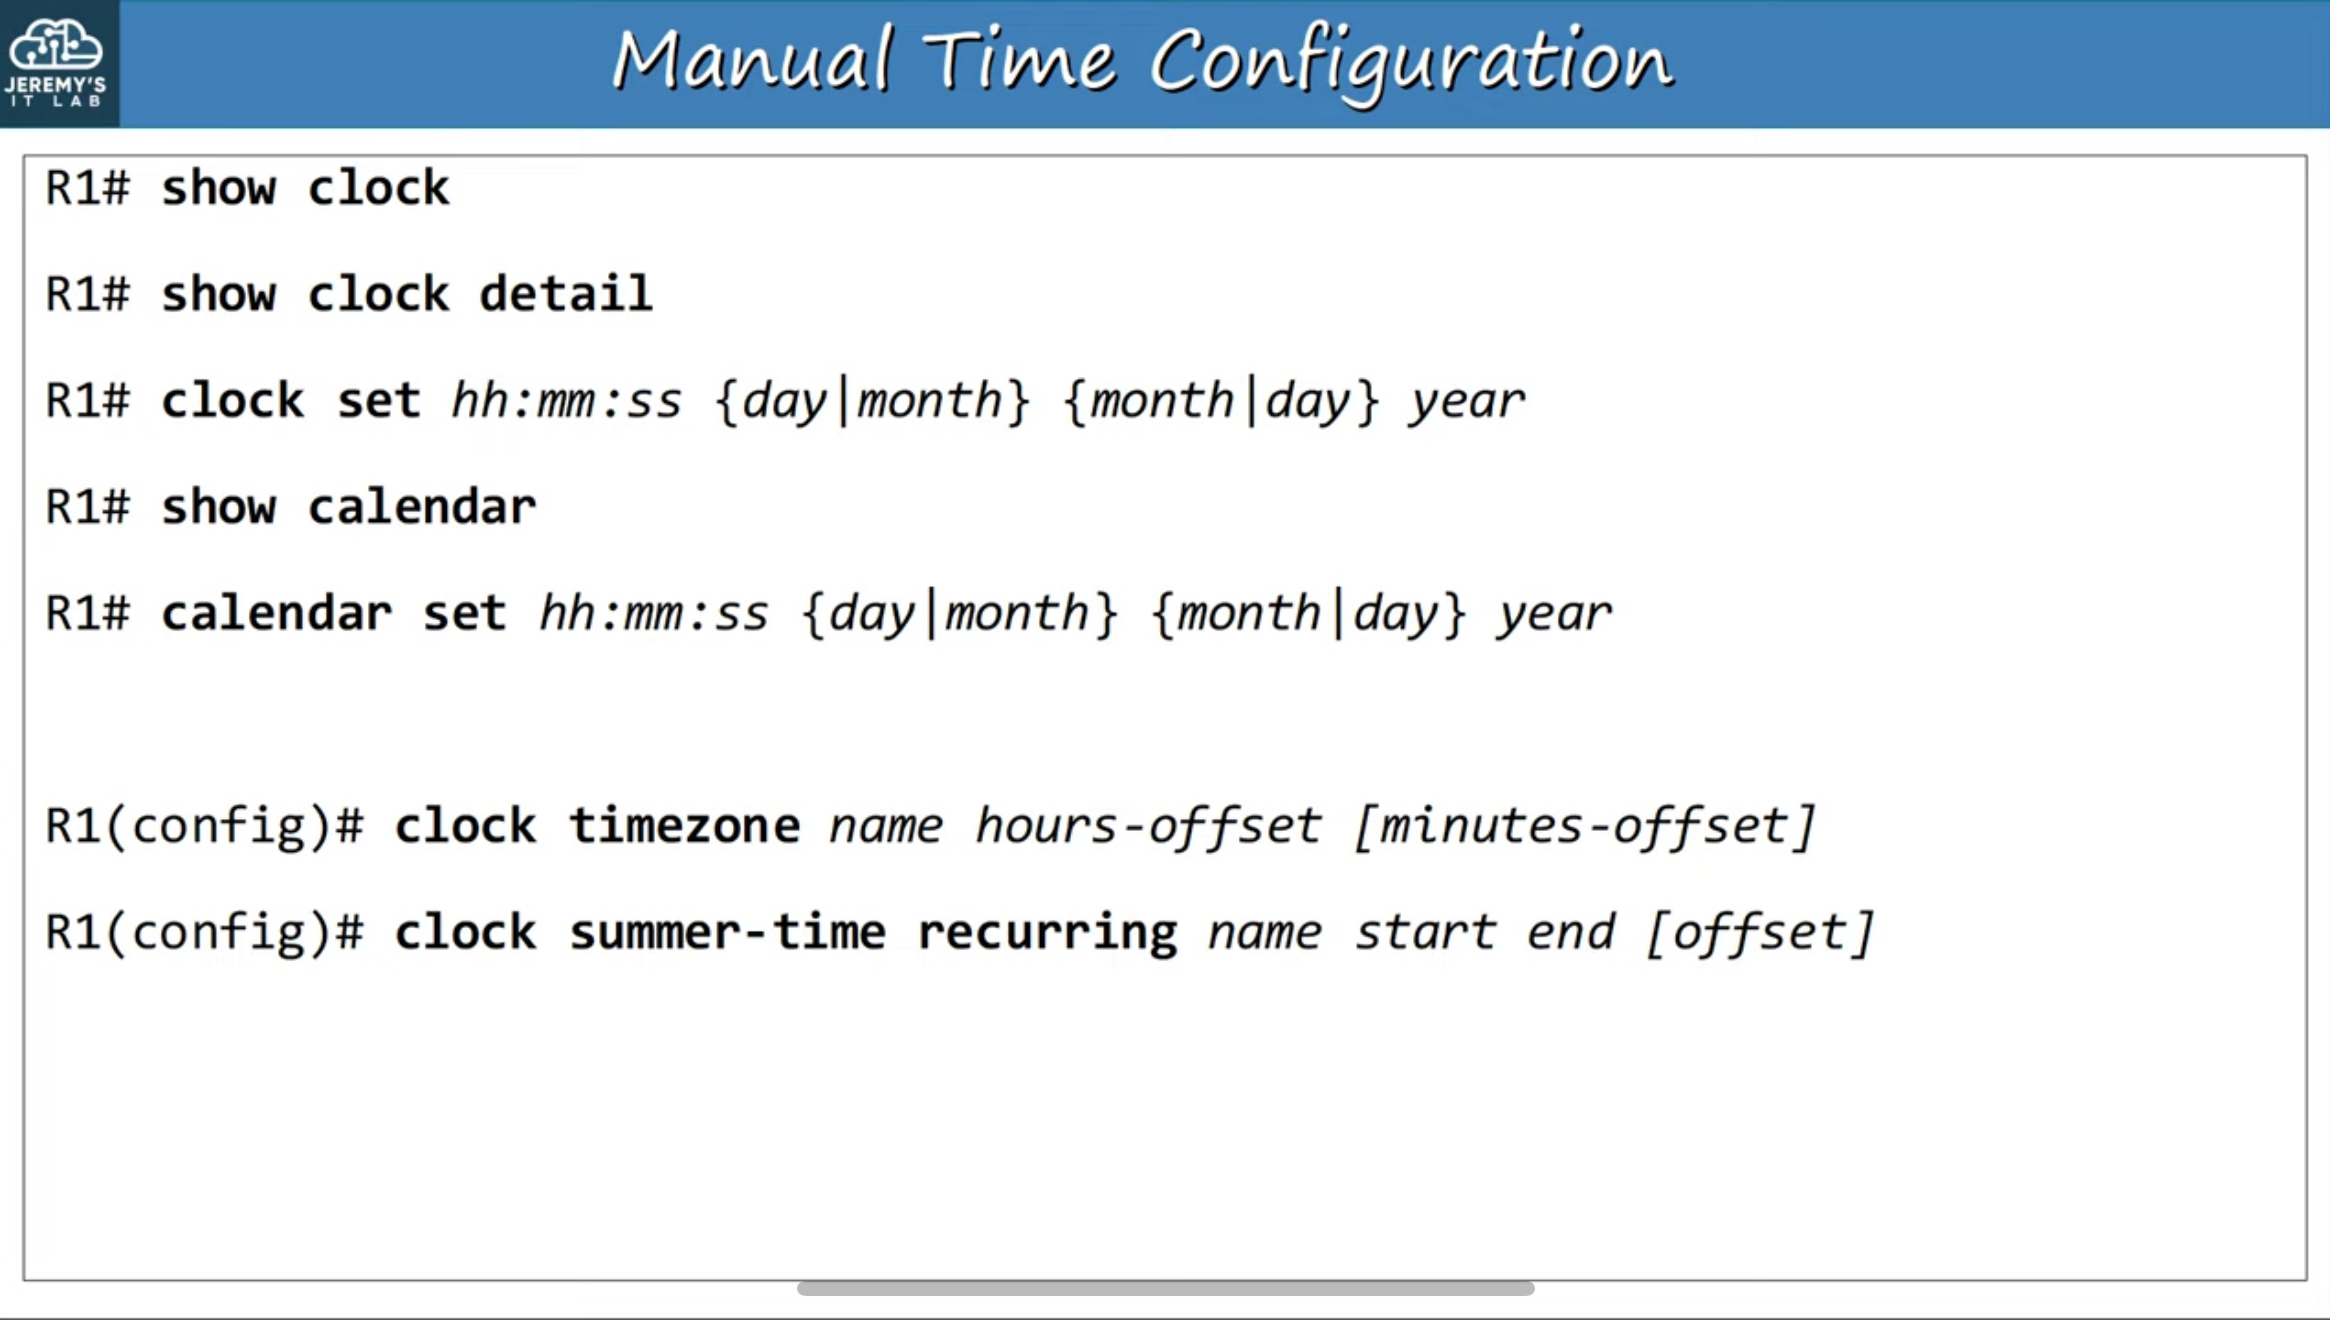 JEREMY'S
IT LAB
Manual Time Configuration
R1# show clock
R1# show clock detail
R1# clock set hh:mm:ss {day|month} {month|day} year
R1# show calendar
R1# calendar set hh:mm:ss {day|month} {month|day} year
R1(config)# clock timezone name hours-offset [minutes-offset]
R1(config)# clock summer-time recurring name start end [offset]